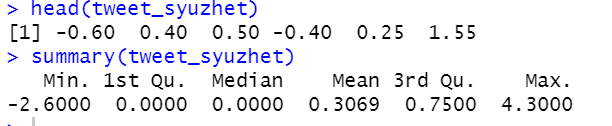 > head(tweet_syuzhet)
[1] -0.60 0.40 0.50 -0.40 0.25 1.55
> summary(tweet_syuzhet)
Min. 1st Qu. Median Mean 3rd Qu. Max.
-2.6000 0.0000 0.0000 0.3069 0.7500 4.3000
>